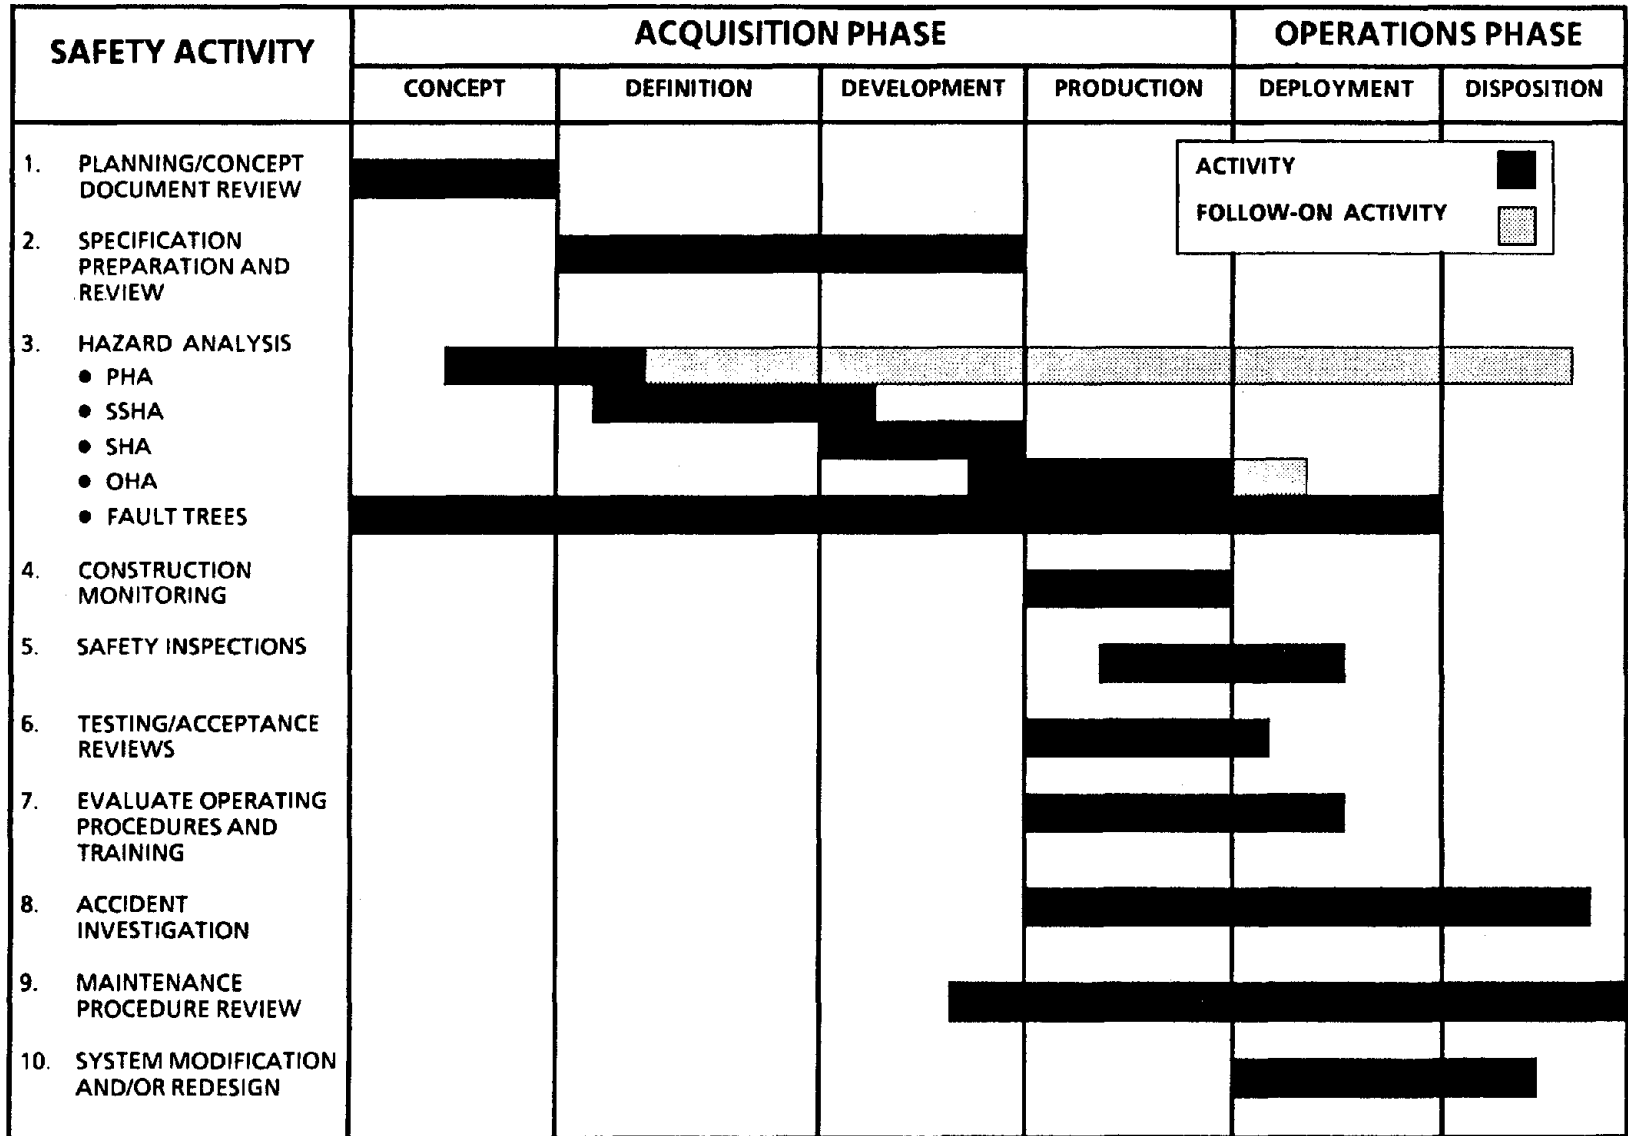 SAFETY ACTIVITY
ACQUISITION PHASE
OPERATIONS PHASE
CONCEPT
DEFINITION
DEVELOPMENT
PRODUCTION
DEPLOYMENT
DISPOSITION
ACTIVITY
FOLLOW-ON ACTIVITY
1. PLANNING/CONCEPT
DOCUMENT REVIEW
2. SPECIFICATION
PREPARATION AND
REVIEW
3. HAZARD ANALYSIS
● PHA
● SSHA
● SHA
● OHA
● FAULT TREES
4. CONSTRUCTION
MONITORING
5. SAFETY INSPECTIONS
6. TESTING/ACCEPTANCE
REVIEWS
7. EVALUATE OPERATING
PROCEDURES AND
TRAINING
8. ACCIDENT
INVESTIGATION
9. MAINTENANCE
PROCEDURE REVIEW
10. SYSTEM MODIFICATION
AND/OR REDESIGN